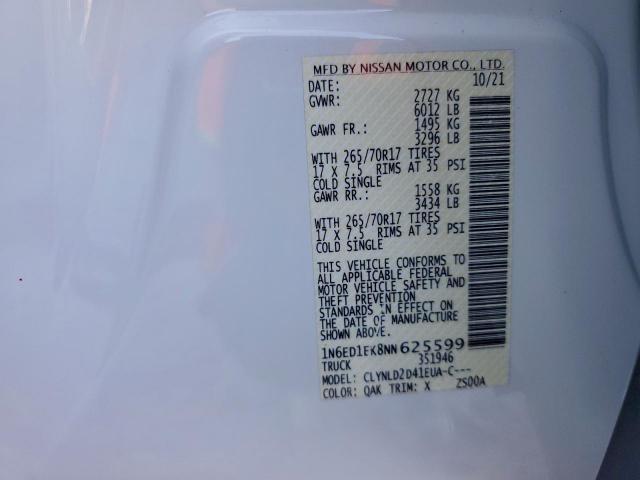 MFD BY NISSAN MOTOR CO., LTD.
DATE: 10/21
GVWR: 2727 KG
6012 LB
GAWR FR.: 1495 KG
3296 LB
WITH 265/70R17 TIRES
17 X 7.5 RIMS AT 35 PSI
COLD SINGLE
GAWR RR.: 1558 KG
3434 LB
WITH 265/70R17 TIRES
17 X 7.5 RIMS AT 35 PSI
COLD SINGLE
THIS VEHICLE CONFORMS TO
ALL APPLICABLE FEDERAL
MOTOR VEHICLE SAFETY AND
THEFT PREVENTION
STANDARDS IN EFFECT ON
THE DATE OF MANUFACTURE
SHOWN ABOVE.
1N6ED1EK8NN625599
TRUCK 351946
MODEL: CLYNLD2D41EUA-C---
COLOR: QAK TRIM: X ZS00A